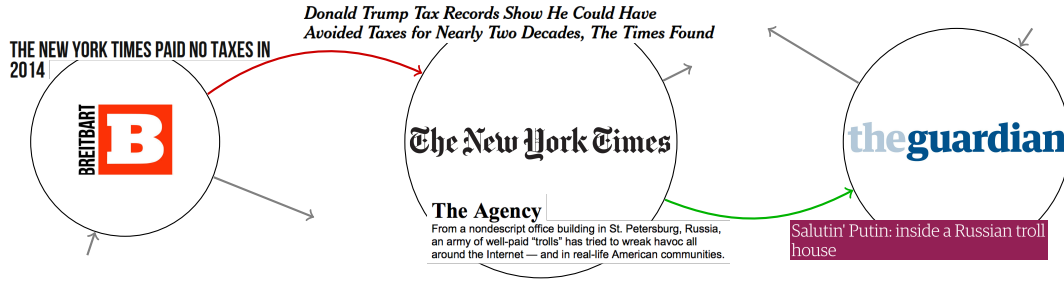 Donald Trump Tax Records Show He Could Have
Avoided Taxes for Nearly Two Decades, The Times Found
THE NEW YORK TIMES PAID NO TAXES IN
2014
BREITBART
B
The New York Times
theguardian
The Agency
From a nondescript office building in St. Petersburg, Russia,
an army of well-paid “trolls” has tried to wreak havoc all
around the Internet — and in real-life American communities.
Salutin' Putin: inside a Russian troll
house